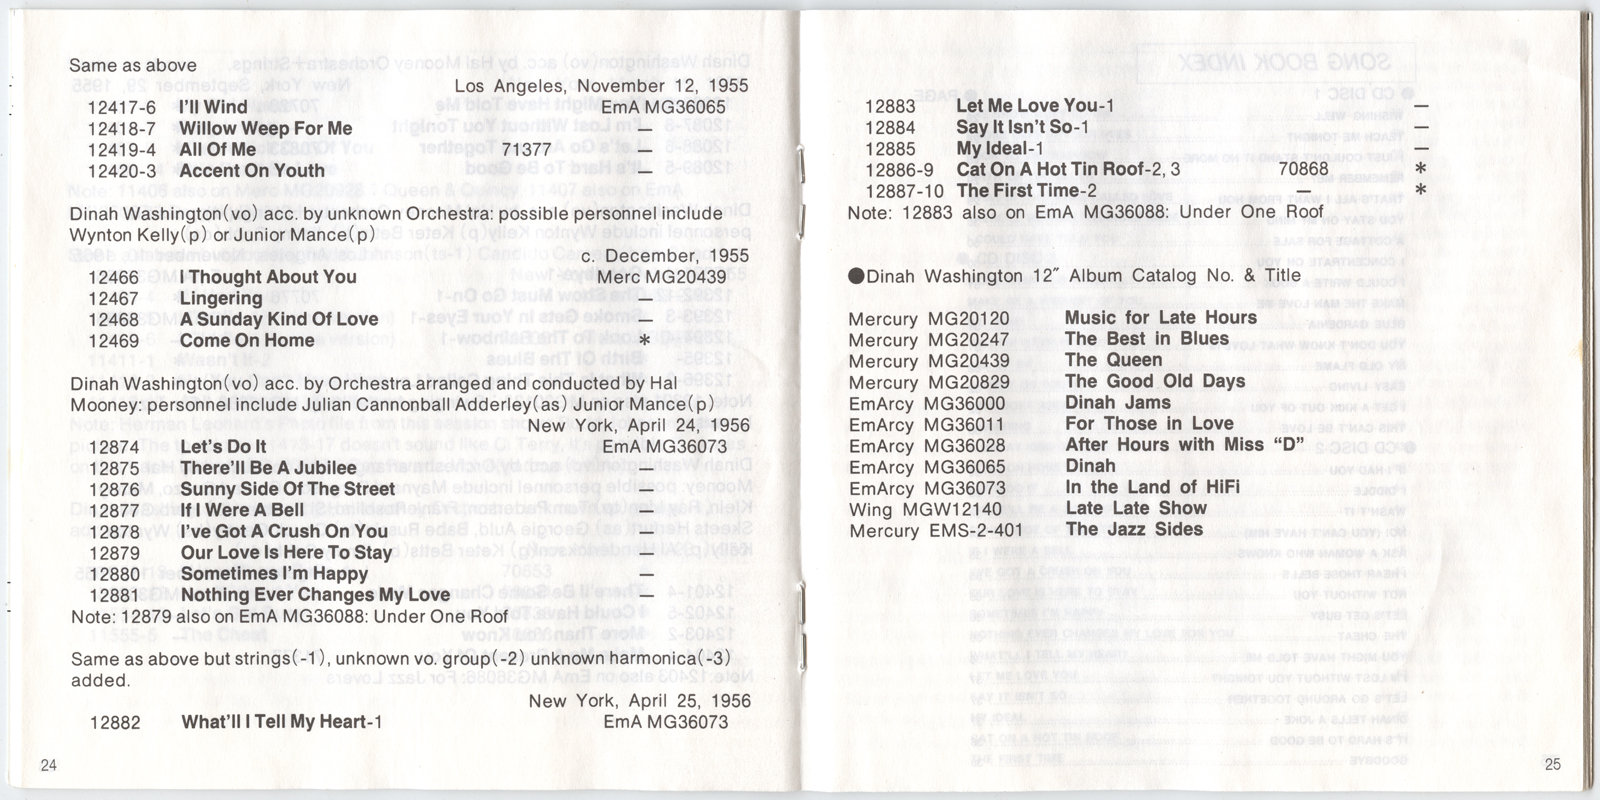 Same as above
Los Angeles, November 12, 1955
12417-6 I'll Wind EmA MG36065
12418-7 Willow Weep For Me —
12419-4 All Of Me 71377 —
12420-3 Accent On Youth —
Dinah Washington(vo) acc. by unknown Orchestra: possible personnel include
Wynton Kelly(p) or Junior Mance(p)
c. December, 1955
12466 I Thought About You Merc MG20439
12467 Lingering —
12468 A Sunday Kind Of Love —
12469 Come On Home *
Dinah Washington(vo) acc. by Orchestra arranged and conducted by Hal
Mooney: personnel include Julian Cannonball Adderley(as) Junior Mance(p)
New York, April 24, 1956
12874 Let's Do It EmA MG36073
12875 There'll Be A Jubilee —
12876 Sunny Side Of The Street —
12877 If I Were A Bell —
12878 I've Got A Crush On You —
12879 Our Love Is Here To Stay —
12880 Sometimes I'm Happy —
12881 Nothing Ever Changes My Love —
Note: 12879 also on EmA MG36088: Under One Roof
Same as above but strings(-1), unknown vo. group(-2) unknown harmonica(-3)
added.
New York, April 25, 1956
12882 What'll I Tell My Heart-1 EmA MG36073
24
12883 Let Me Love You-1 —
12884 Say It Isn't So-1 —
12885 My Ideal-1 —
12886-9 Cat On A Hot Tin Roof-2, 3 70868 *
12887-10 The First Time-2 — *
Note: 12883 also on EmA MG36088: Under One Roof
●Dinah Washington 12″ Album Catalog No. & Title
Mercury MG20120 Music for Late Hours
Mercury MG20247 The Best in Blues
Mercury MG20439 The Queen
Mercury MG20829 The Good Old Days
EmArcy MG36000 Dinah Jams
EmArcy MG36011 For Those in Love
EmArcy MG36028 After Hours with Miss “D”
EmArcy MG36065 Dinah
EmArcy MG36073 In the Land of HiFi
Wing MGW12140 Late Late Show
Mercury EMS-2-401 The Jazz Sides
25